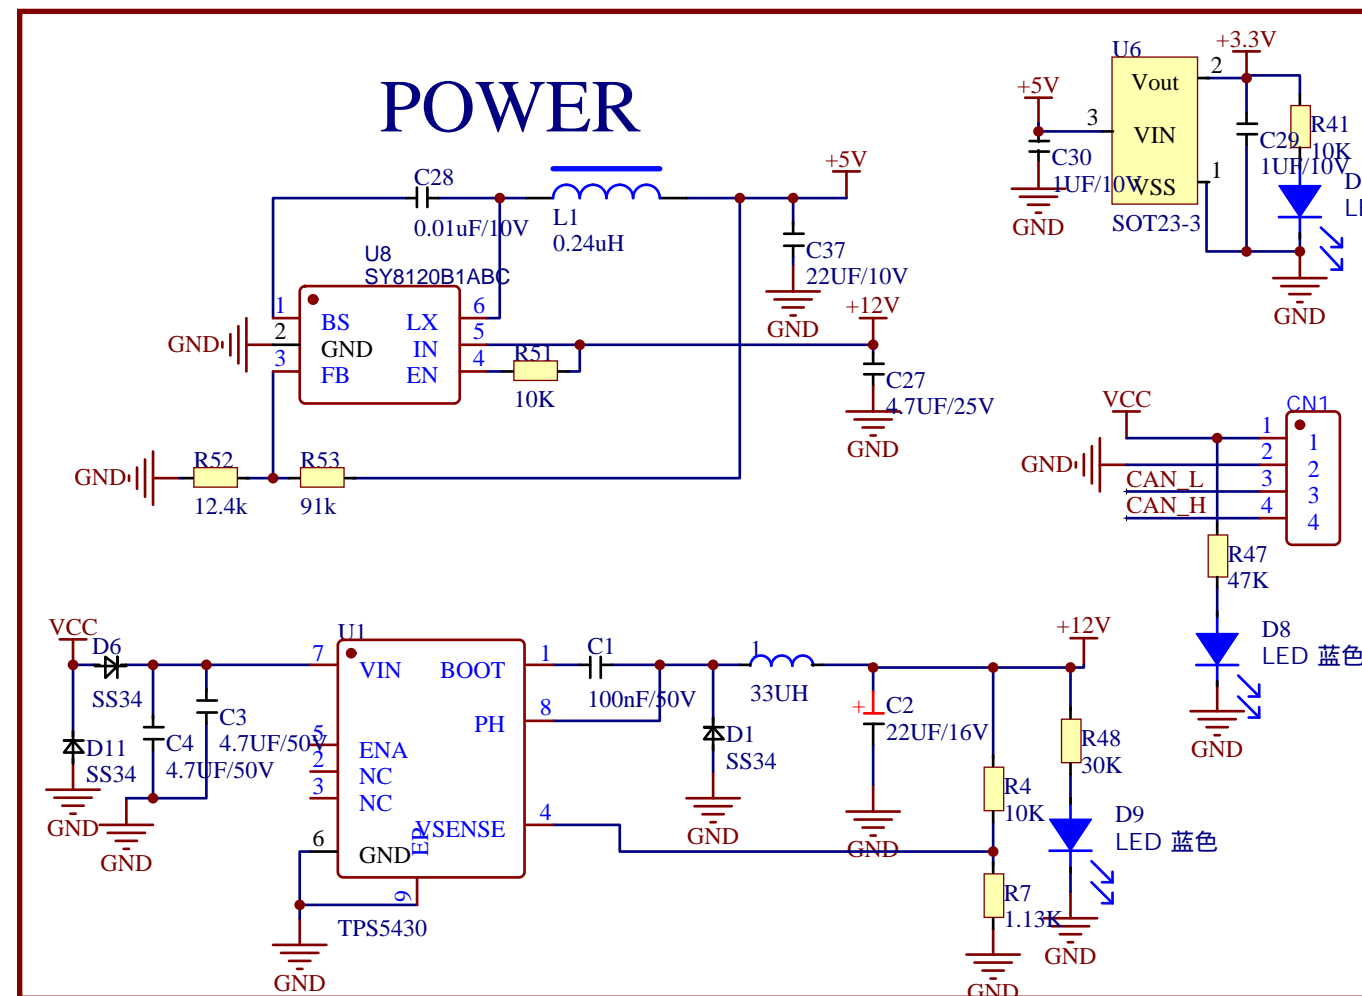 POWER
C28
0.01uF/10V
L1
0.24uH
+5V
C37
22UF/10V
GND
U8
SY8120B1ABC
1
BS
LX
6
GND
2
GND
IN
5
3
FB
EN
4
R51
10K
+12V
C27
4.7UF/25V
GND
GND
R52
12.4k
R53
91k
U6
+3.3V
+5V
Vout
2
3
VIN
VSS
1
C30
1UF/10V
GND
SOT23-3
C29
1UF/10V
R41
10K
D
GND
VCC
CN1
1
1
GND
2
2
CAN_L
3
3
CAN_H
4
4
R47
47K
D8
LED 蓝色
GND
VCC
D6
SS34
D11
SS34
GND
C4
4.7UF/50V
C3
4.7UF/50V
GND
U1
7
VIN
BOOT
1
PH
8
5
ENA
2
NC
3
NC
VSENSE
4
6
GND
EP
9
TPS5430
GND
C1
100nF/50V
D1
SS34
GND
1
33UH
+
C2
22UF/16V
GND
+12V
R4
10K
R7
1.13K
GND
R48
30K
D9
LED 蓝色
GND